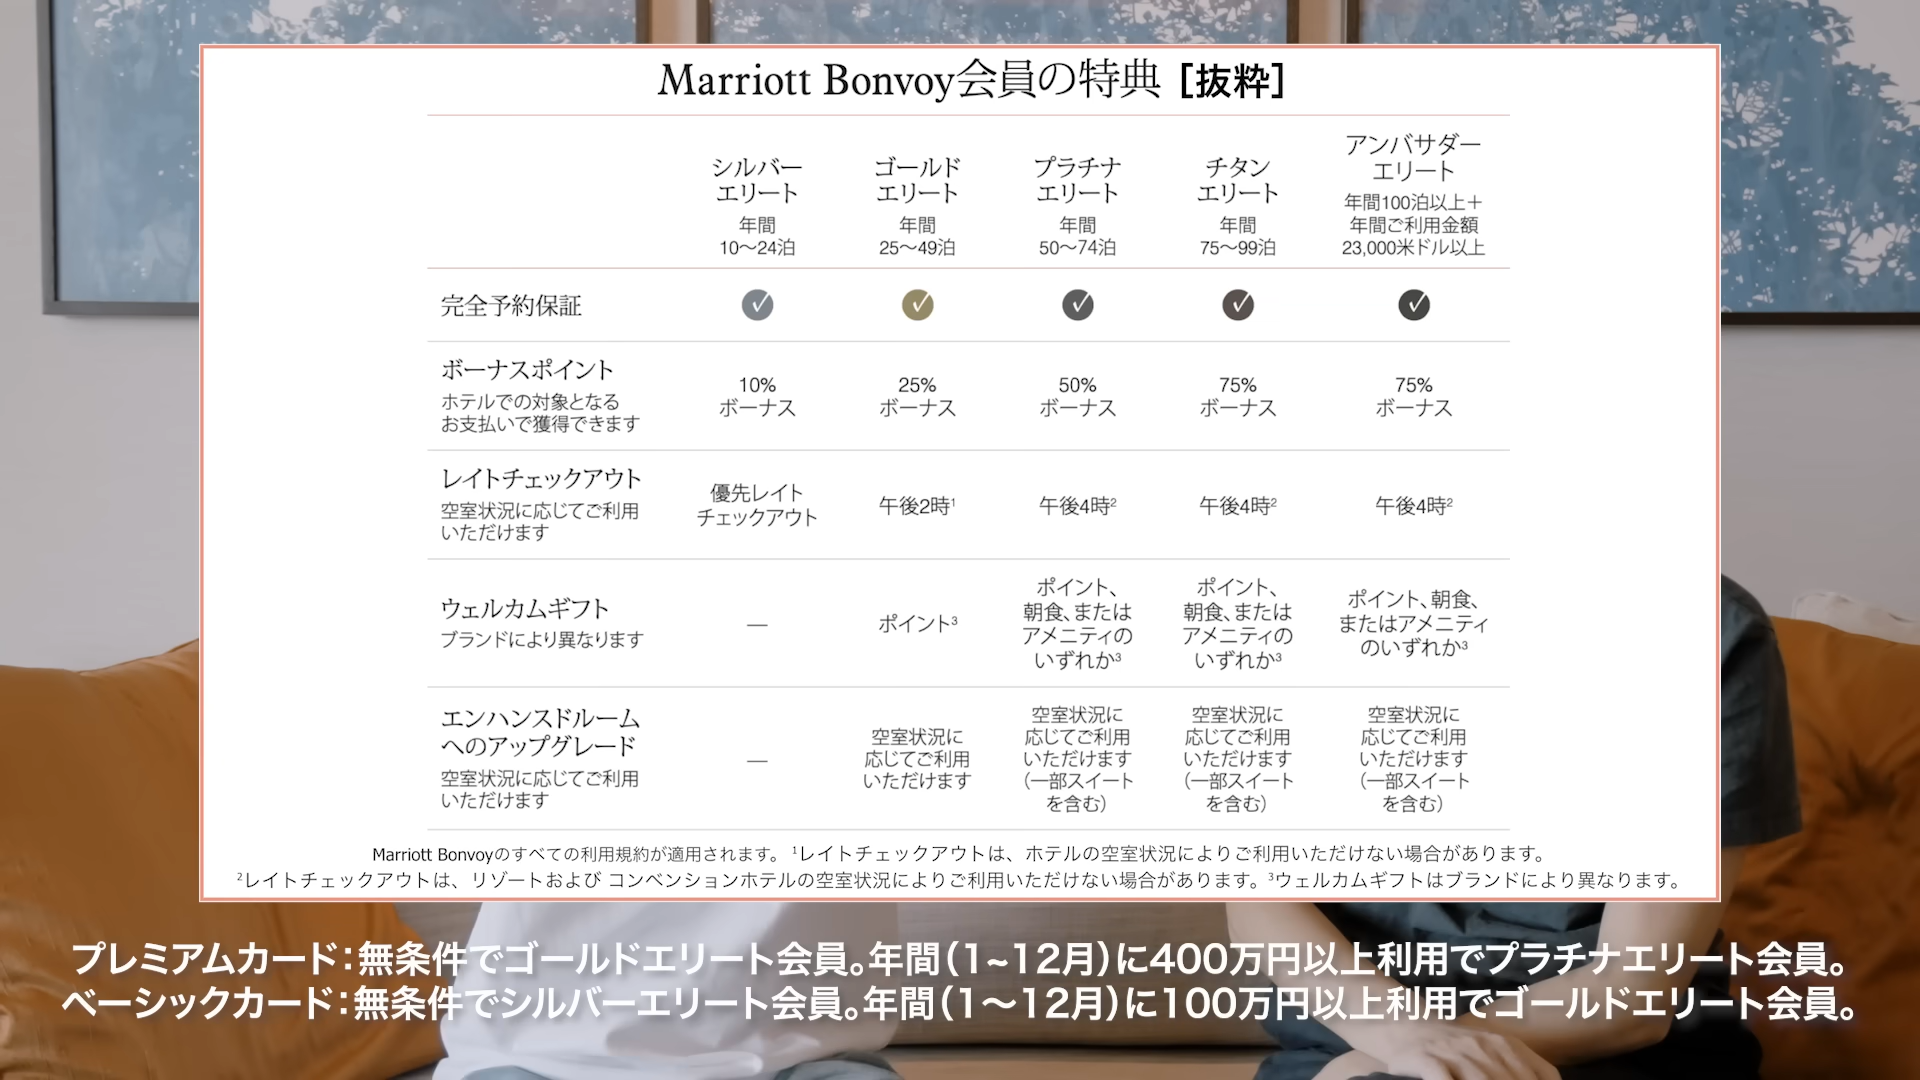 Marriott Bonvoy会員の特典［抜粋］
シルバー
エリート
年間
10〜24泊
ゴールド
エリート
年間
25〜49泊
プラチナ
エリート
年間
50〜74泊
チタン
エリート
年間
75〜99泊
アンバサダー
エリート
年間100泊以上＋
年間ご利用金額
23,000米ドル以上
完全予約保証
✓
✓
✓
✓
✓
ボーナスポイント
ホテルでの対象となる
お支払いで獲得できます
10%
ボーナス
25%
ボーナス
50%
ボーナス
75%
ボーナス
75%
ボーナス
レイトチェックアウト
空室状況に応じてご利用
いただけます
優先レイト
チェックアウト
午後2時¹
午後4時²
午後4時²
午後4時²
ウェルカムギフト
ブランドにより異なります
—
ポイント³
ポイント、
朝食、または
アメニティの
いずれか³
ポイント、
朝食、または
アメニティの
いずれか³
ポイント、朝食、
またはアメニティ
のいずれか³
エンハンスドルーム
へのアップグレード
空室状況に応じてご利用
いただけます
—
空室状況に
応じてご利用
いただけます
空室状況に
応じてご利用
いただけます
（一部スイート
を含む）
空室状況に
応じてご利用
いただけます
（一部スイート
を含む）
空室状況に
応じてご利用
いただけます
（一部スイート
を含む）
Marriott Bonvoyのすべての利用規約が適用されます。 ¹レイトチェックアウトは、ホテルの空室状況によりご利用いただけない場合があります。
²レイトチェックアウトは、リゾートおよび コンベンションホテルの空室状況によりご利用いただけない場合があります。³ウェルカムギフトはブランドにより異なります。
プレミアムカード：無条件でゴールドエリート会員。年間（1~12月）に400万円以上利用でプラチナエリート会員。
ベーシックカード：無条件でシルバーエリート会員。年間（1〜12月）に100万円以上利用でゴールドエリート会員。